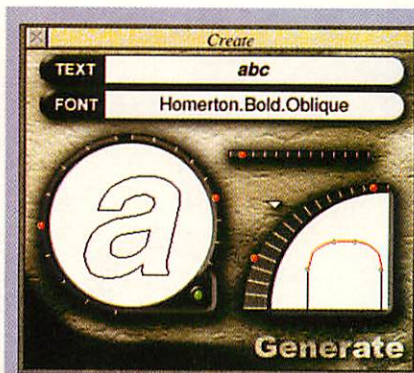 Create
TEXT abc
FONT Homerton.Bold.Oblique
a
Generate